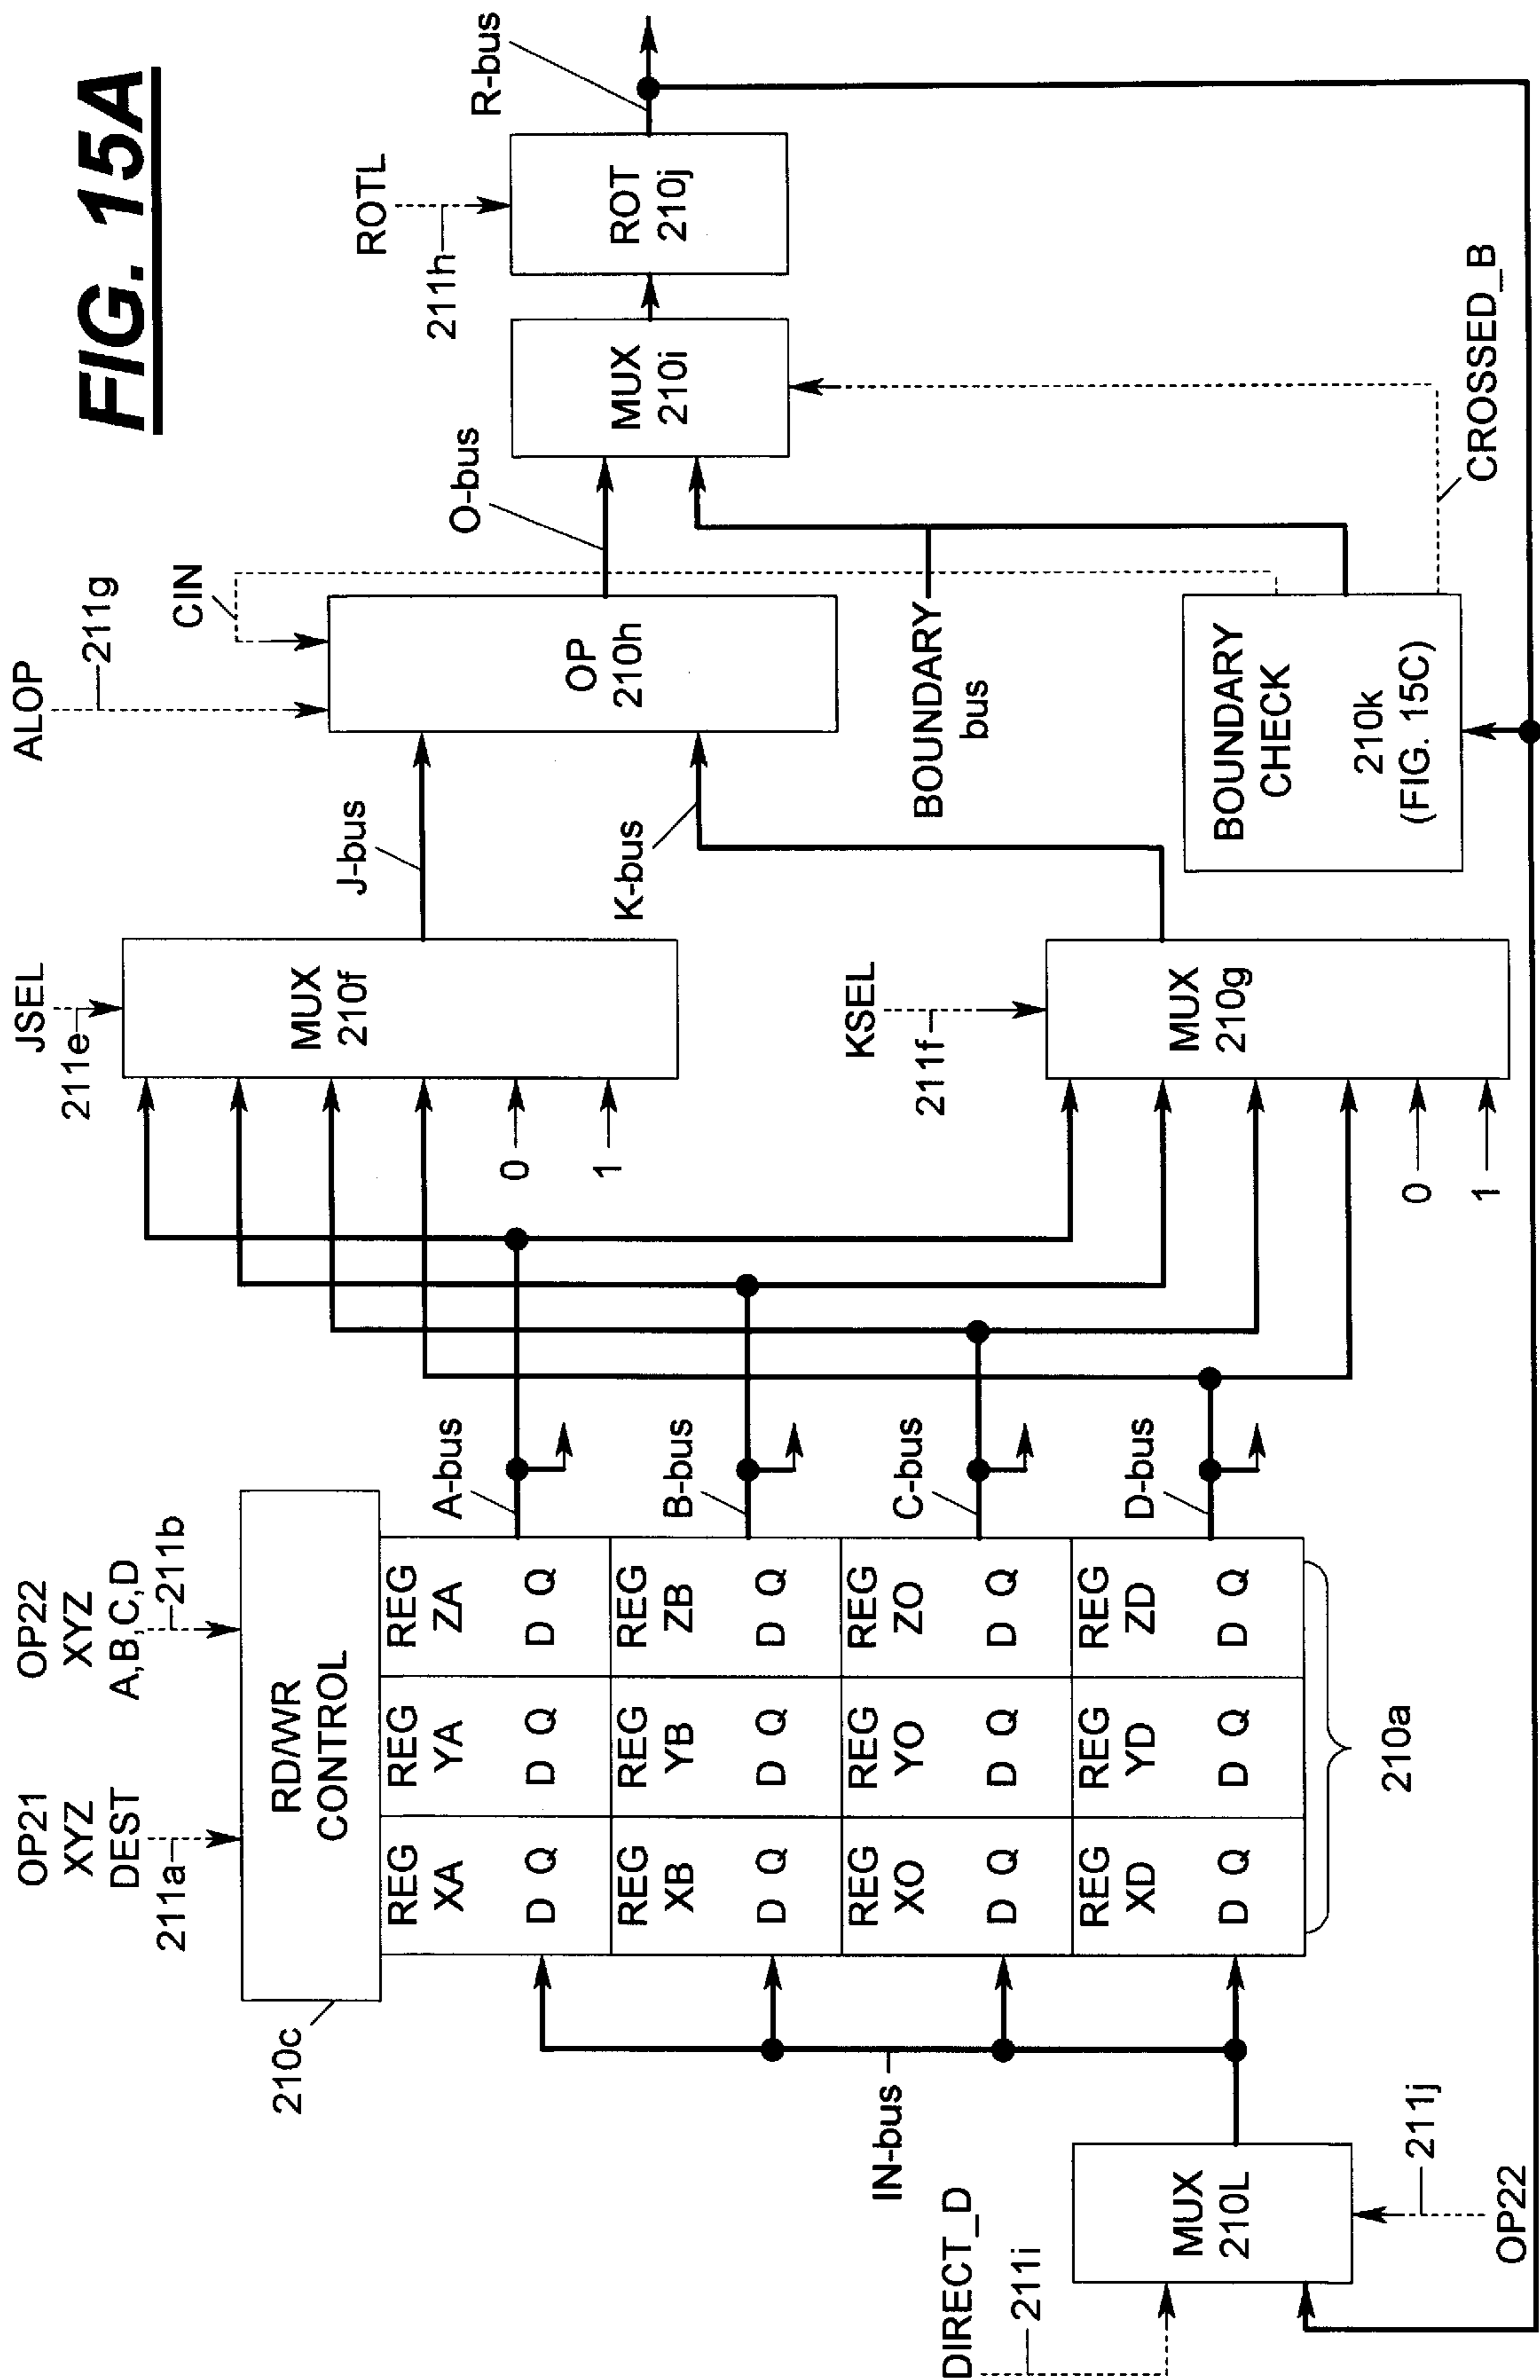 FIG. 15A
OP21
XYZ
DEST
211a
OP22
XYZ
A,B,C,D
211b
210c
RD/WR
CONTROL
REG
XA
D Q
REG
YA
D Q
REG
ZA
D Q
REG
XB
D Q
REG
YB
D Q
REG
ZB
D Q
REG
XO
D Q
REG
YO
D Q
REG
ZO
D Q
REG
XD
D Q
REG
YD
D Q
REG
ZD
D Q
210a
IN-bus
DIRECT_D
211i
MUX
210L
211j
OP22
A-bus
B-bus
C-bus
D-bus
JSEL
211e
MUX
210f
0
1
KSEL
211f
MUX
210g
0
1
J-bus
K-bus
ALOP
211g
CIN
OP
210h
O-bus
BOUNDARY
bus
BOUNDARY
CHECK
210k
(FIG. 15C)
MUX
210i
CROSSED_B
ROTL
211h
ROT
210j
R-bus